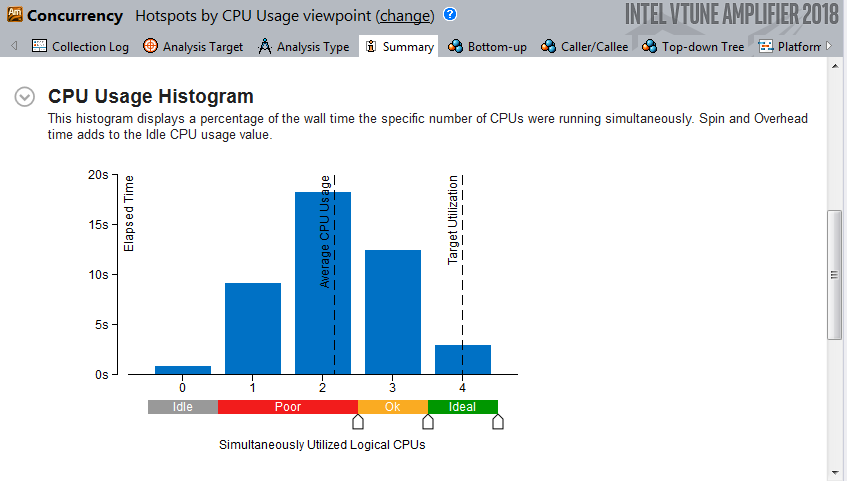 Am Concurrency Hotspots by CPU Usage viewpoint (change) ? INTEL VTUNE AMPLIFIER 2018
Collection Log Analysis Target Analysis Type Summary Bottom-up Caller/Callee Top-down Tree Platform
CPU Usage Histogram
This histogram displays a percentage of the wall time the specific number of CPUs were running simultaneously. Spin and Overhead
time adds to the Idle CPU usage value.
20s
15s
10s
5s
0s
Elapsed Time
Average CPU Usage
Target Utilization
0 1 2 3 4
Idle Poor Ok Ideal
Simultaneously Utilized Logical CPUs